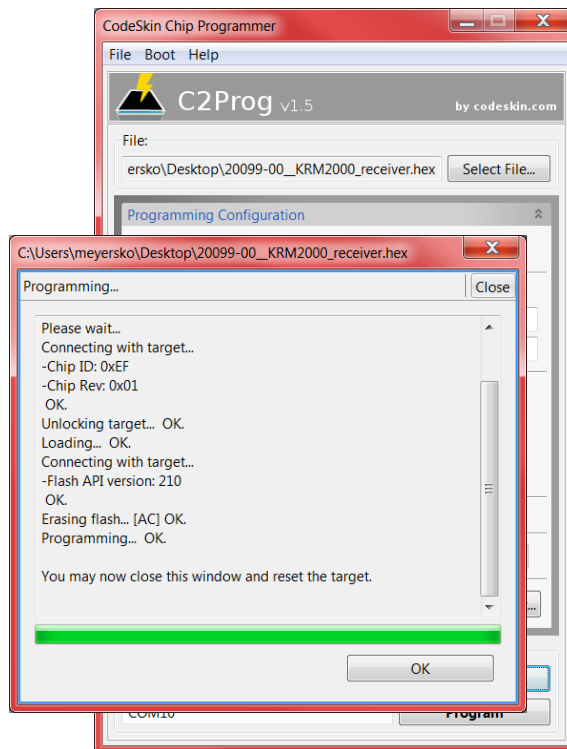 CodeSkin Chip Programmer
File Boot Help
C2Prog v1.5
by codeskin.com
File:
ersko\Desktop\20099-00__KRM2000_receiver.hex
Select File...
Programming Configuration
C:\Users\meyersko\Desktop\20099-00__KRM2000_receiver.hex
Programming...
Close
Please wait...
Connecting with target...
-Chip ID: 0xEF
-Chip Rev: 0x01
OK.
Unlocking target... OK.
Loading... OK.
Connecting with target...
-Flash API version: 210
OK.
Erasing flash... [AC] OK.
Programming... OK.
You may now close this window and reset the target.
...
OK
COM10
Program